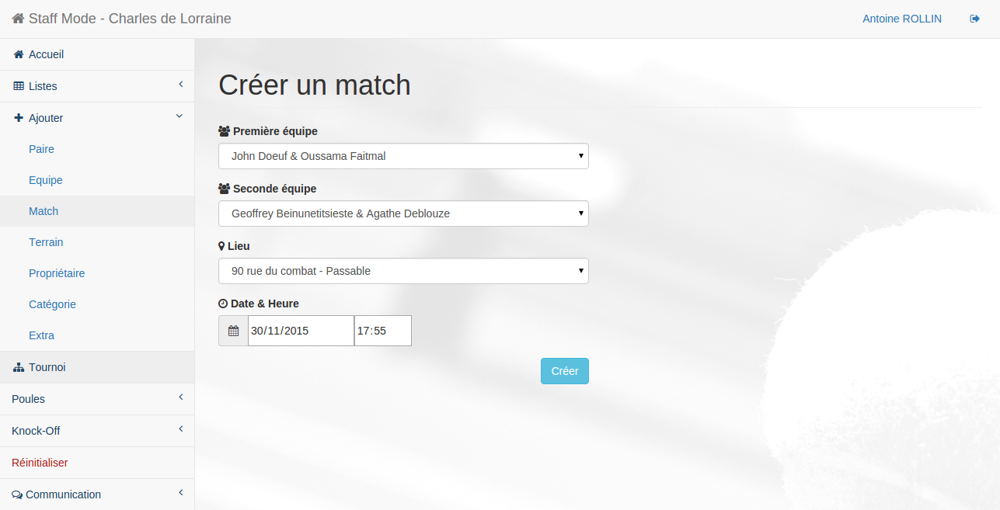 Staff Mode - Charles de Lorraine
Antoine ROLLIN
Accueil
Listes
Ajouter
Paire
Equipe
Match
Terrain
Propriétaire
Catégorie
Extra
Tournoi
Poules
Knock-Off
Réinitialiser
Communication
Créer un match
Première équipe
John Doeuf & Oussama Faitmal
Seconde équipe
Geoffrey Beinunetitsieste & Agathe Deblouze
Lieu
90 rue du combat - Passable
Date & Heure
30/11/2015 17:55
Créer